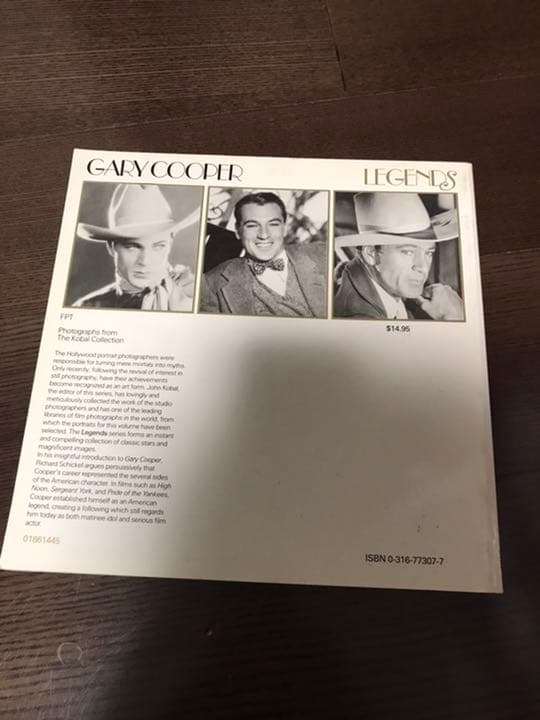 GARY COOPER
LEGENDS
FPT
$14.95
Photographs from
The Kobal Collection
The Hollywood portrait photographers were
responsible for turning mere mortals into myths.
Only recently, following the revival of interest in
still photography, have their achievements
become recognized as an art form. John Kobal,
the editor of this series, has lovingly and
meticulously collected the work of the studio
photographers and has one of the leading
libraries of film photographs in the world, from
which the portraits for this volume have been
selected. The Legends series forms an instant
and compelling collection of classic stars and
magnificent images.
In his insightful introduction to Gary Cooper,
Richard Schickel argues persuasively that
Cooper's career represented the several sides
of the American character. In films such as High
Noon, Sergeant York, and Pride of the Yankees,
Cooper established himself as an American
legend, creating a following which still regards
him today as both matinee idol and serious film
actor.
01861445
ISBN 0-316-77307-7